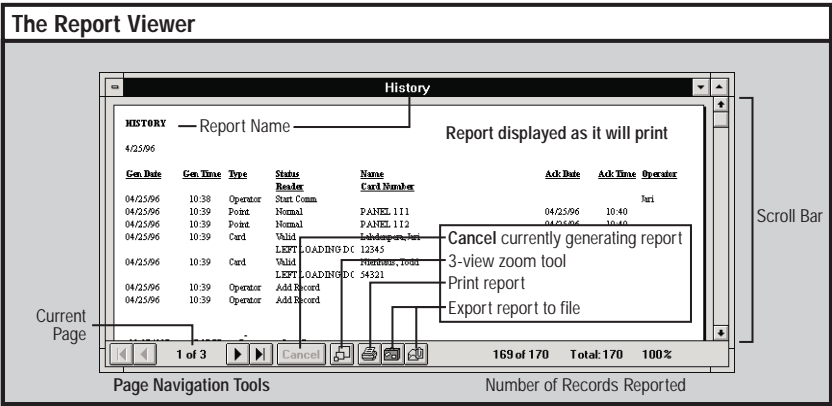 The Report Viewer
History
HISTORY
Report Name
Report displayed as it will print
4/25/96
Gen Date Gen Time Type Status Name Ack Date Ack Time Operator
Reader Card Number
04/25/96 10:38 Operator Start Comm Juri
04/25/96 10:39 Point Normal PANEL 1 I 1 04/25/96 10:40
04/25/96 10:39 Point Normal PANEL 1 I 2 04/25/96 10:40
04/25/96 10:39 Card Valid
LEFT LOADING DC 12345
04/25/96 10:39 Card Valid Nienhuis, Todd
LEFT LOADING DC 54321
04/25/96 10:39 Operator Add Record
04/25/96 10:39 Operator Add Record
Cancel currently generating report
3-view zoom tool
Print report
Export report to file
Scroll Bar
Current
Page
1 of 3 Cancel 169 of 170 Total: 170 100%
Page Navigation Tools
Number of Records Reported